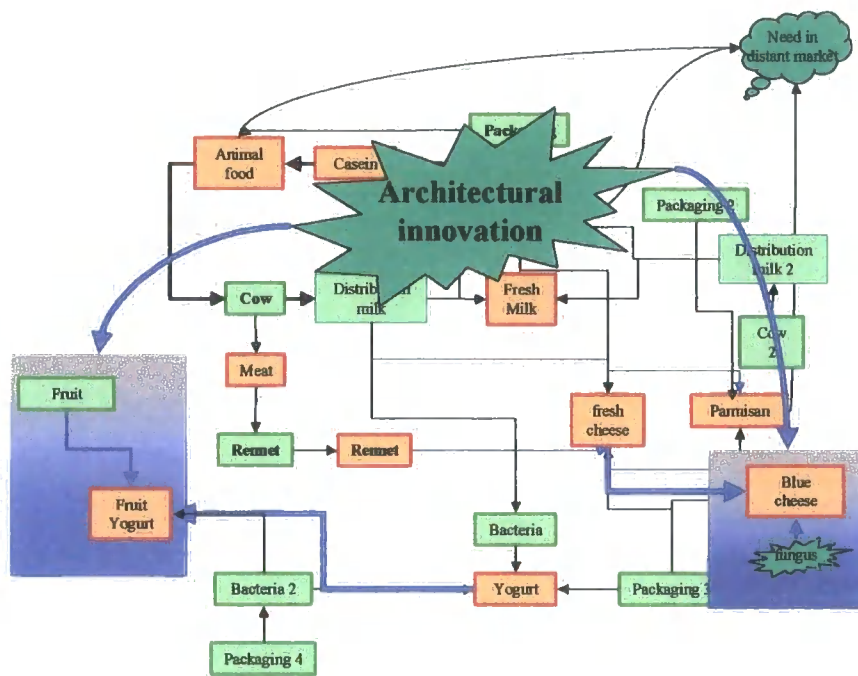 Need in
distant market
Animal
food
Casein
Architectural
innovation
Packaging 2
Distribution
milk 2
Cow
Distribution
milk
Fresh
Milk
Cow
2
Meat
Fruit
fresh
cheese
Parmisan
Rennet
Rennet
Blue
cheese
Fruit
Yogurt
Bacteria
fungus
Bacteria 2
Yogurt
Packaging 3
Packaging 4